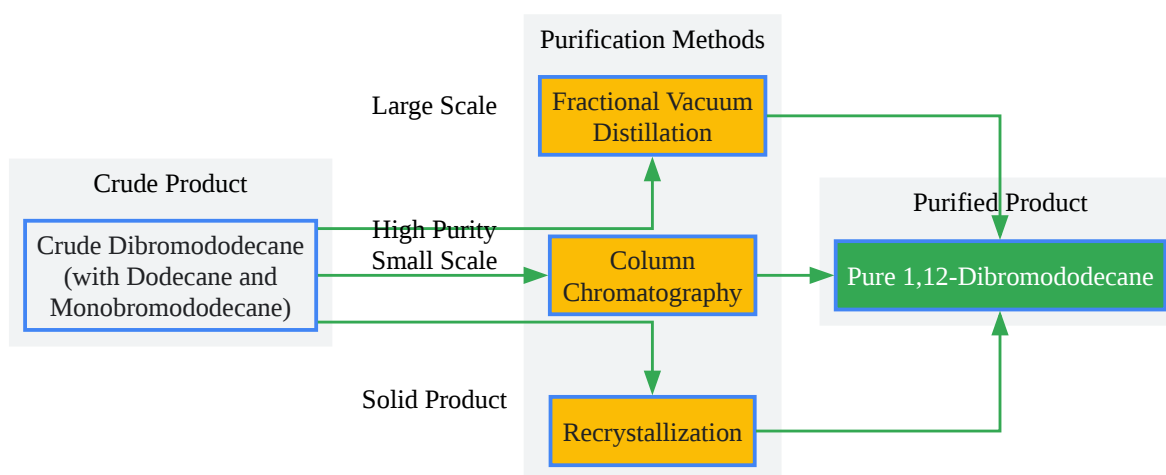 Purification Methods
Large Scale
Fractional Vacuum
Distillation
Crude Product
Crude Dibromododecane
(with Dodecane and
Monobromododecane)
High Purity
Small Scale
Column
Chromatography
Purified Product
Pure 1,12-Dibromododecane
Solid Product
Recrystallization